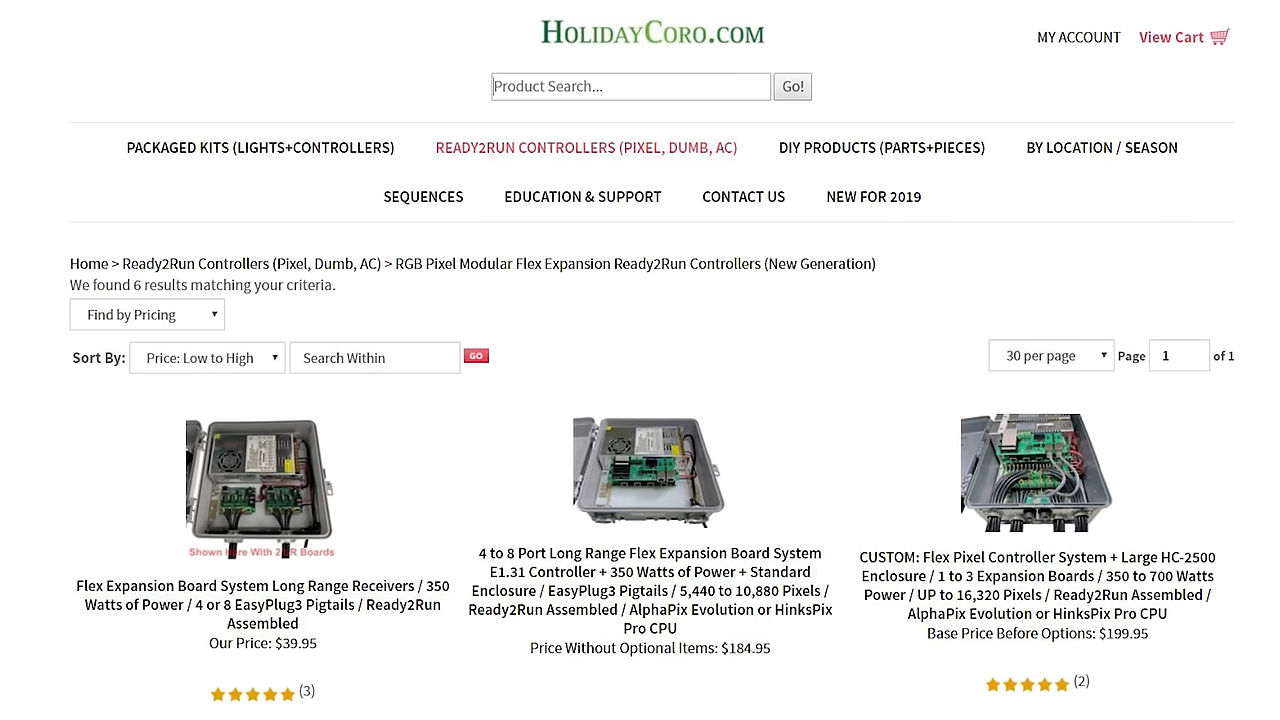 HOLIDAYCORO.COM
MY ACCOUNT View Cart
Product Search... Go!
PACKAGED KITS (LIGHTS+CONTROLLERS) READY2RUN CONTROLLERS (PIXEL, DUMB, AC) DIY PRODUCTS (PARTS+PIECES) BY LOCATION / SEASON
SEQUENCES EDUCATION & SUPPORT CONTACT US NEW FOR 2019
Home > Ready2Run Controllers (Pixel, Dumb, AC) > RGB Pixel Modular Flex Expansion Ready2Run Controllers (New Generation)
We found 6 results matching your criteria.
Find by Pricing
Sort By: Price: Low to High Search Within GO 30 per page Page 1 of 1
Shown Here With 2 LR Boards
Flex Expansion Board System Long Range Receivers / 350
Watts of Power / 4 or 8 EasyPlug3 Pigtails / Ready2Run
Assembled
Our Price: $39.95
(3)
4 to 8 Port Long Range Flex Expansion Board System
E1.31 Controller + 350 Watts of Power + Standard
Enclosure / EasyPlug3 Pigtails / 5,440 to 10,880 Pixels /
Ready2Run Assembled / AlphaPix Evolution or HinksPix
Pro CPU
Price Without Optional Items: $184.95
CUSTOM: Flex Pixel Controller System + Large HC-2500
Enclosure / 1 to 3 Expansion Boards / 350 to 700 Watts
Power / UP to 16,320 Pixels / Ready2Run Assembled /
AlphaPix Evolution or HinksPix Pro CPU
Base Price Before Options: $199.95
(2)